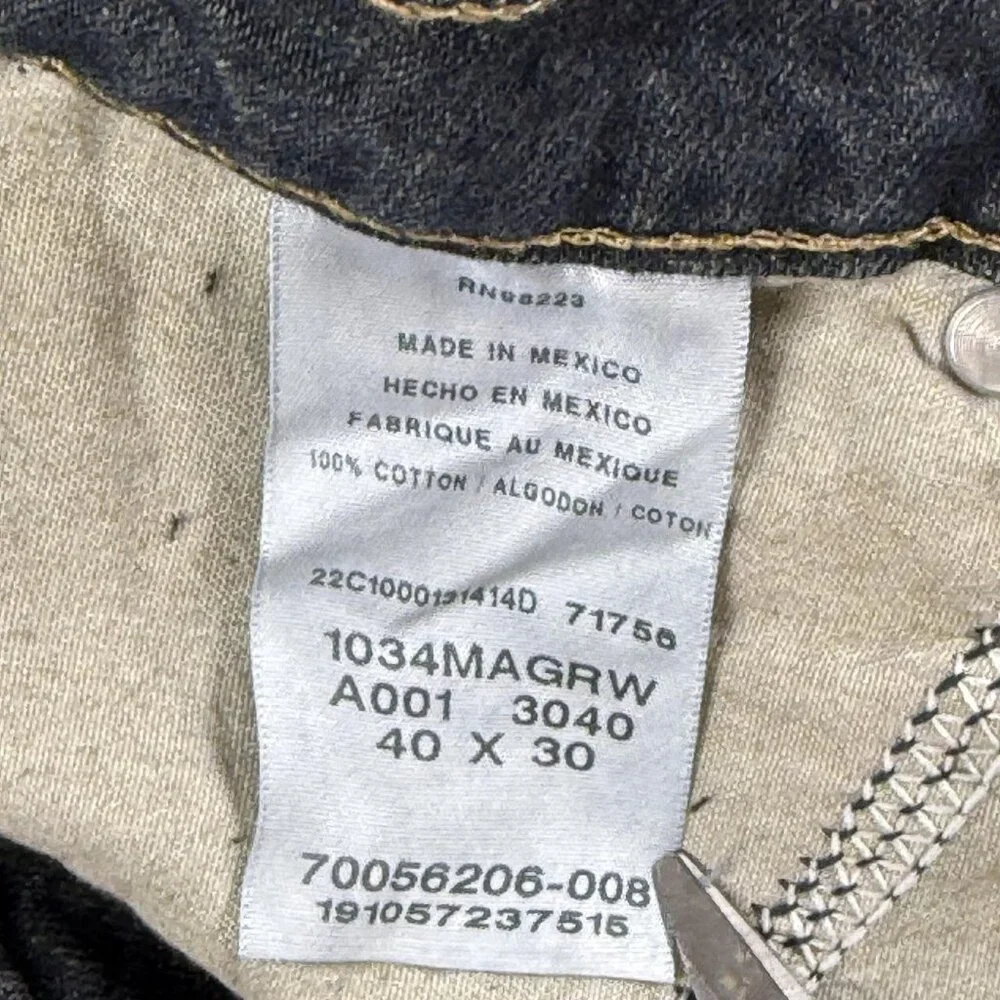 RN68223
MADE IN MEXICO
HECHO EN MEXICO
FABRIQUE AU MEXIQUE
100% COTTON / ALGODON / COTON
71756
1034MAGRW
A001 3040
40 X 30
70056206-008
191057237515